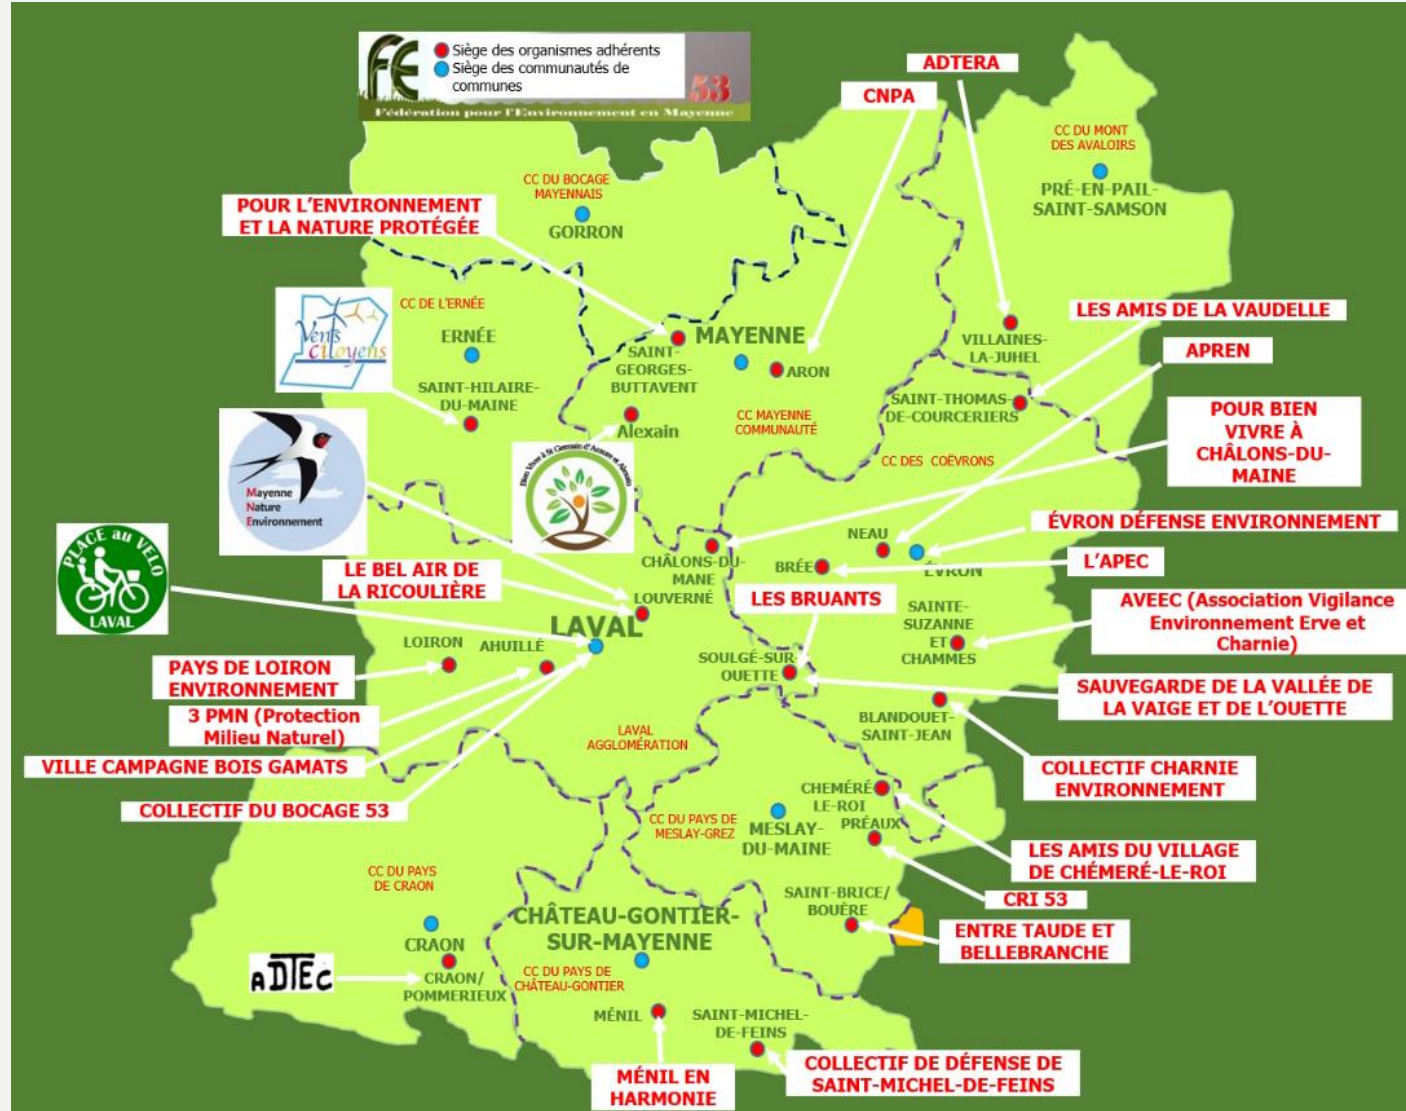 Siège des organismes adhérents
Siège des communautés de
communes
FE
53
Fédération pour l'Environnement en Mayenne
ADTERA
CNPA
CC DU MONT
DES AVALOIRS
PRÉ-EN-PAIL-
SAINT-SAMSON
CC DU BOCAGE
MAYENNAIS
GORRON
POUR L'ENVIRONNEMENT
ET LA NATURE PROTÉGÉE
CC DE L'ERNÉE
ERNÉE
Vents
Citoyens
SAINT-HILAIRE-
DU-MAINE
MAYENNE
SAINT-
GEORGES-
BUTTAVENT
ARON
Alexain
CC MAYENNE
COMMUNAUTÉ
VILLAINES-
LA-JUHEL
LES AMIS DE LA VAUDELLE
APREN
SAINT-THOMAS-
DE-COURCERIERS
POUR BIEN
VIVRE À
CHÂLONS-DU-
MAINE
CC DES COËVRONS
Mayenne
Nature
Environnement
Bien Vivre à St Germain d'Anxure et Alexain
PLACE au VELO
LAVAL
ÉVRON DÉFENSE ENVIRONNEMENT
NEAU
ÉVRON
CHÂLONS-DU-
MANE
BRÉE
L'APEC
LE BEL AIR DE
LA RICOULIÈRE
LOUVERNÉ
LES BRUANTS
SAINTE-
SUZANNE
ET
CHAMMES
AVEEC (Association Vigilance
Environnement Erve et
Charnie)
LAVAL
LOIRON
AHUILLÉ
SOULGÉ-SUR-
OUETTE
PAYS DE LOIRON
ENVIRONNEMENT
SAUVEGARDE DE LA VALLÉE DE
LA VAIGE ET DE L'OUETTE
3 PMN (Protection
Milieu Naturel)
BLANDOUET-
SAINT-JEAN
LAVAL
AGGLOMÉRATION
VILLE CAMPAGNE BOIS GAMATS
COLLECTIF CHARNIE
ENVIRONNEMENT
COLLECTIF DU BOCAGE 53
CHEMÉRÉ
LE-ROI
PRÉAUX
CC DU PAYS DE
MESLAY-GREZ
MESLAY-
DU-MAINE
LES AMIS DU VILLAGE
DE CHÉMERÉ-LE-ROI
CC DU PAYS
DE CRAON
SAINT-BRICE/
BOUÈRE
CRI 53
CHÂTEAU-GONTIER-
SUR-MAYENNE
ENTRE TAUDE ET
BELLEBRANCHE
CRAON
ADTEC
CRAON/
POMMERIEUX
CC DU PAYS DE
CHÂTEAU-GONTIER
MÉNIL
SAINT-MICHEL-
DE-FEINS
MÉNIL EN
HARMONIE
COLLECTIF DE DÉFENSE DE
SAINT-MICHEL-DE-FEINS